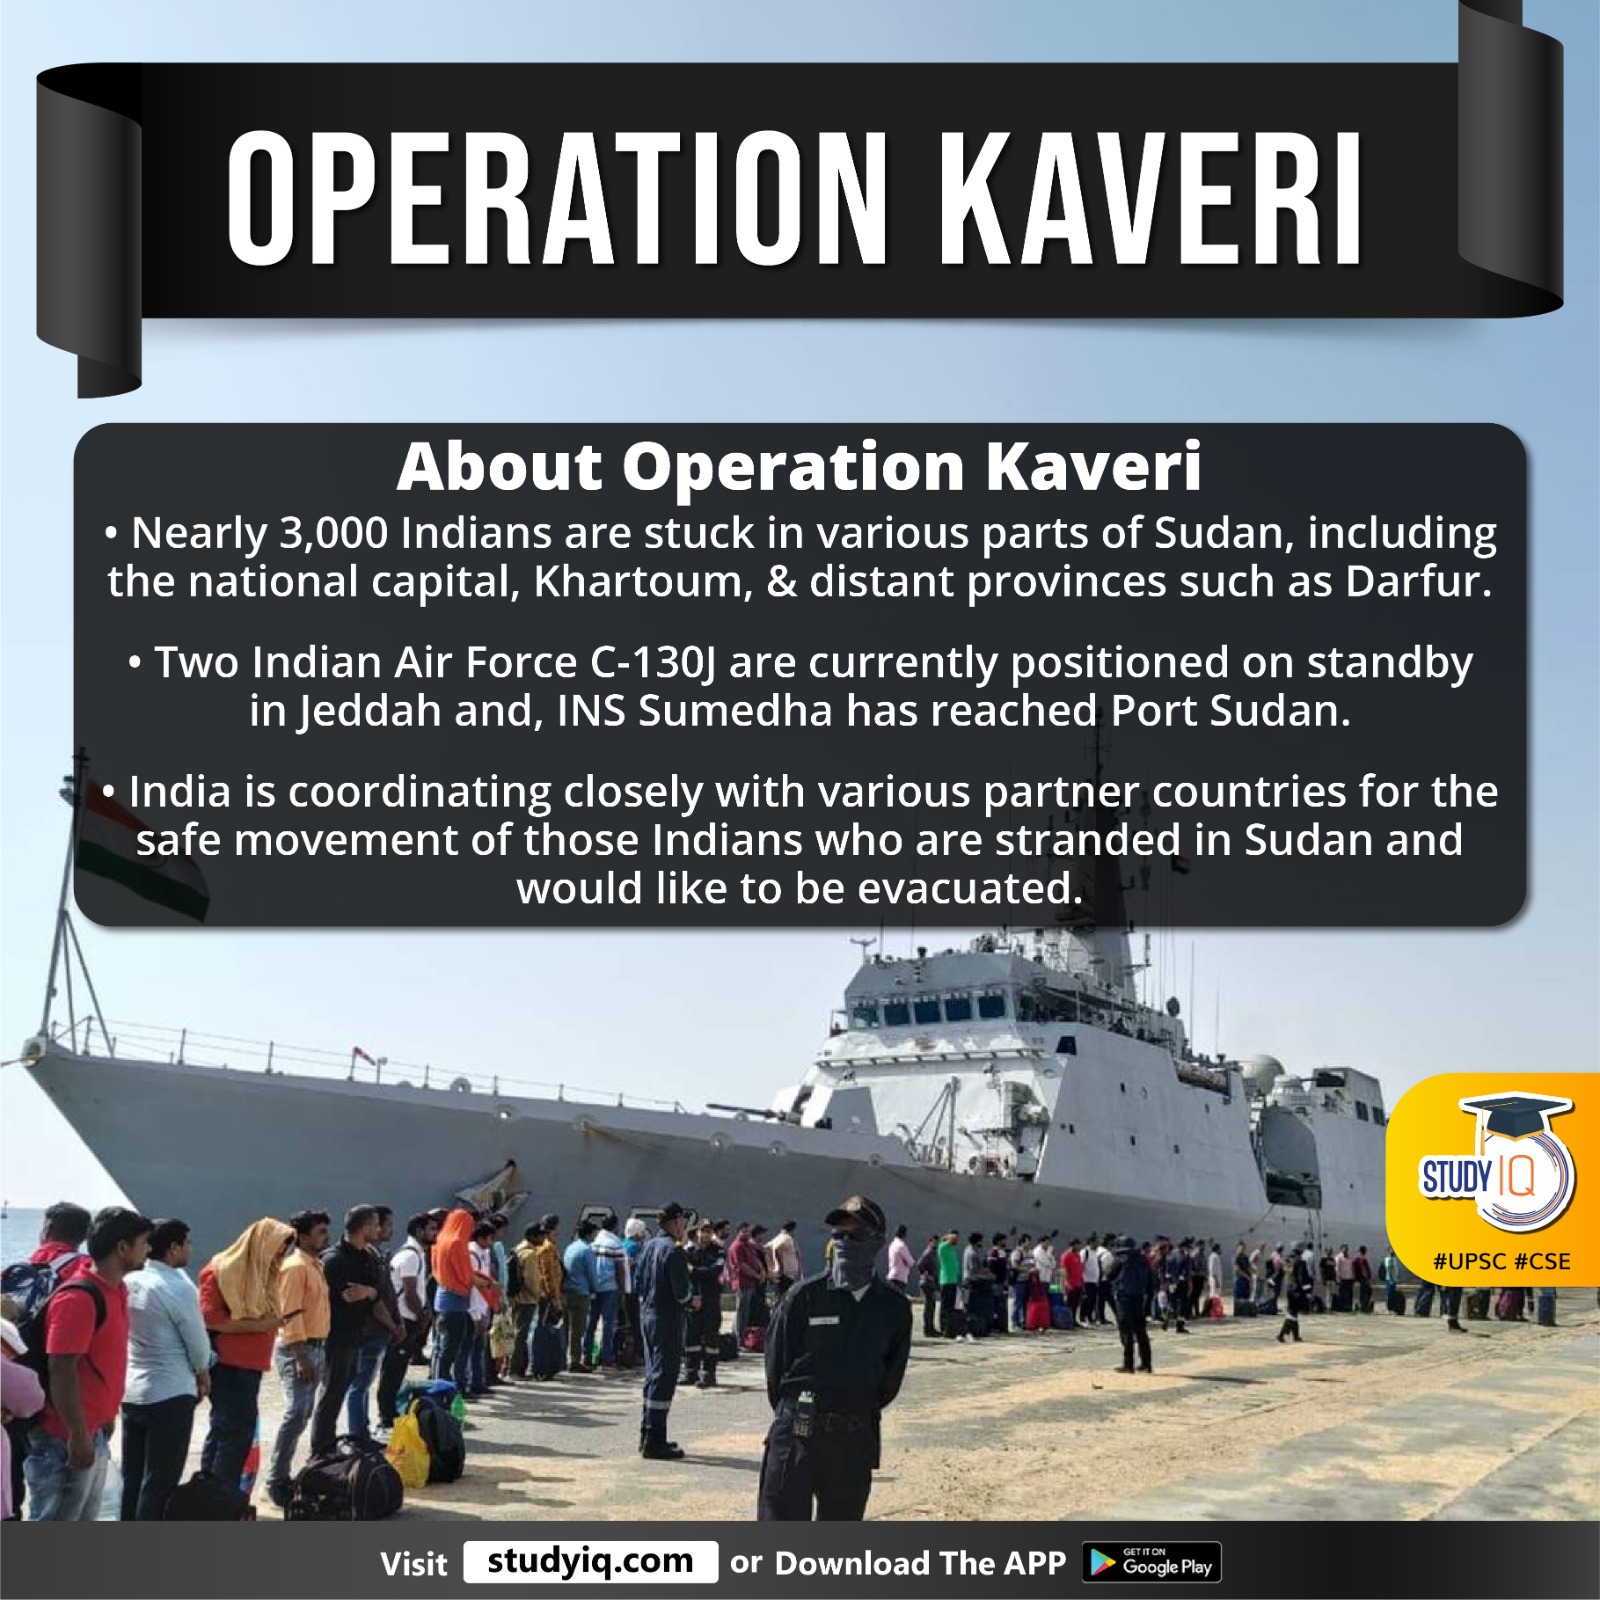 OPERATION KAVERI
About Operation Kaveri
• Nearly 3,000 Indians are stuck in various parts of Sudan, including
the national capital, Khartoum, & distant provinces such as Darfur.
• Two Indian Air Force C-130J are currently positioned on standby
in Jeddah and, INS Sumedha has reached Port Sudan.
• India is coordinating closely with various partner countries for the
safe movement of those Indians who are stranded in Sudan and
would like to be evacuated.
STUDY IQ
#UPSC #CSE
Visit studyiq.com or Download The APP GET IT ON Google Play